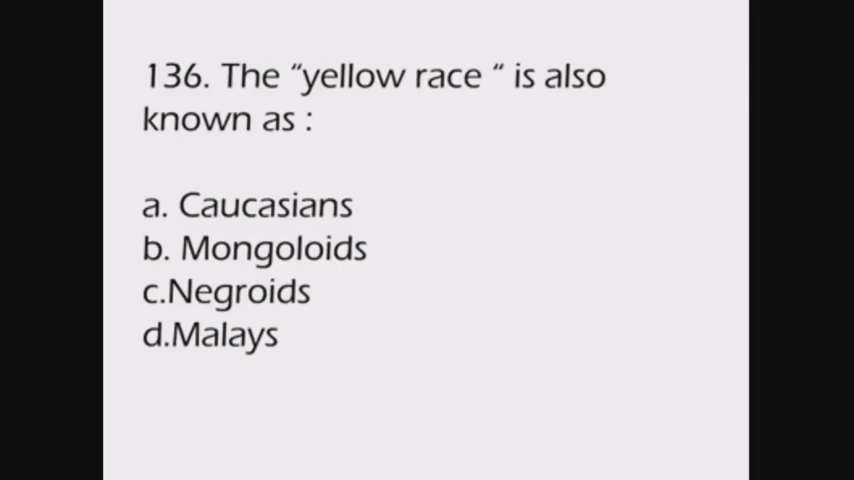 136. The “yellow race “ is also
known as :
a. Caucasians
b. Mongoloids
c.Negroids
d.Malays